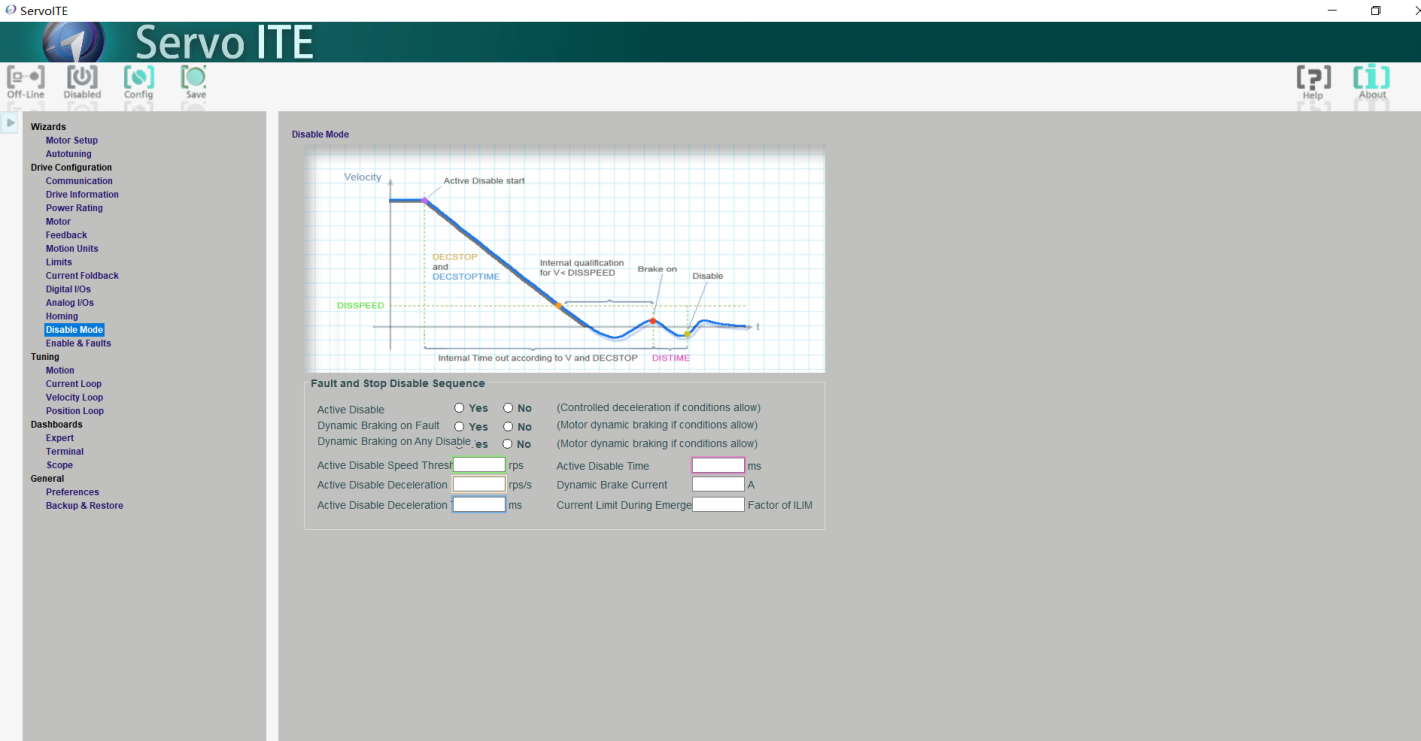 ServoITE
Servo ITE
Off-Line Disabled Config Save Help About
Wizards
Motor Setup
Autotuning
Drive Configuration
Communication
Drive Information
Power Rating
Motor
Feedback
Motion Units
Limits
Current Foldback
Digital I/Os
Analog I/Os
Homing
Disable Mode
Enable & Faults
Tuning
Motion
Current Loop
Velocity Loop
Position Loop
Dashboards
Expert
Terminal
Scope
General
Preferences
Backup & Restore
Disable Mode
Velocity
Active Disable start
DECSTOP
and
DECSTOPTIME
Internal qualification
for V< DISSPEED
Brake on
Disable
DISSPEED
t
Internal Time out according to V and DECSTOP DISTIME
Fault and Stop Disable Sequence
Active Disable Yes No (Controlled deceleration if conditions allow)
Dynamic Braking on Fault Yes No (Motor dynamic braking if conditions allow)
Dynamic Braking on Any Disable es No (Motor dynamic braking if conditions allow)
Active Disable Speed Thresh rps Active Disable Time ms
Active Disable Deceleration rps/s Dynamic Brake Current A
Active Disable Deceleration ms Current Limit During Emerge Factor of ILIM